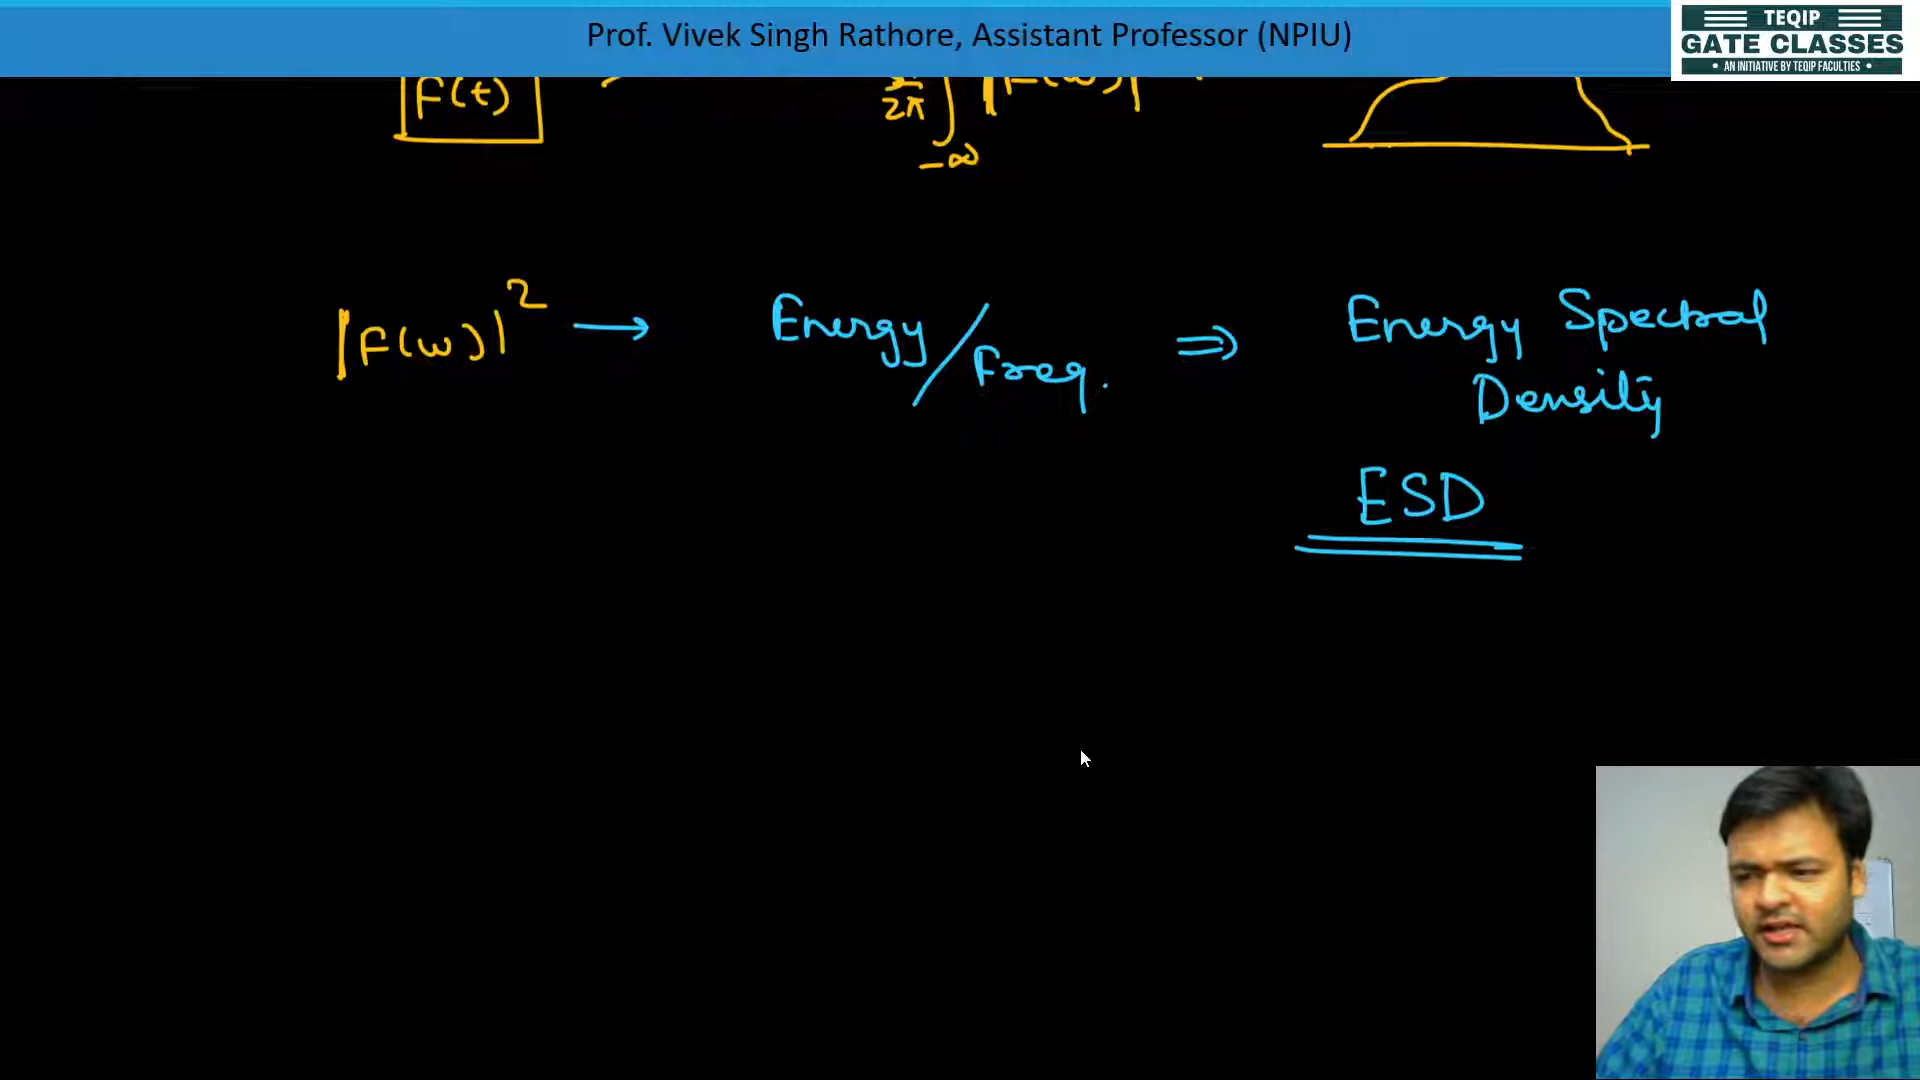 Prof. Vivek Singh Rathore, Assistant Professor (NPIU)
TEQIP
GATE CLASSES
• AN INITIATIVE BY TEQIP FACULTIES •
F(t)
2π ∫ |F(ω)|
-∞
|F(ω)|² → Energy/Freq. ⇒ Energy Spectral
Density
ESD